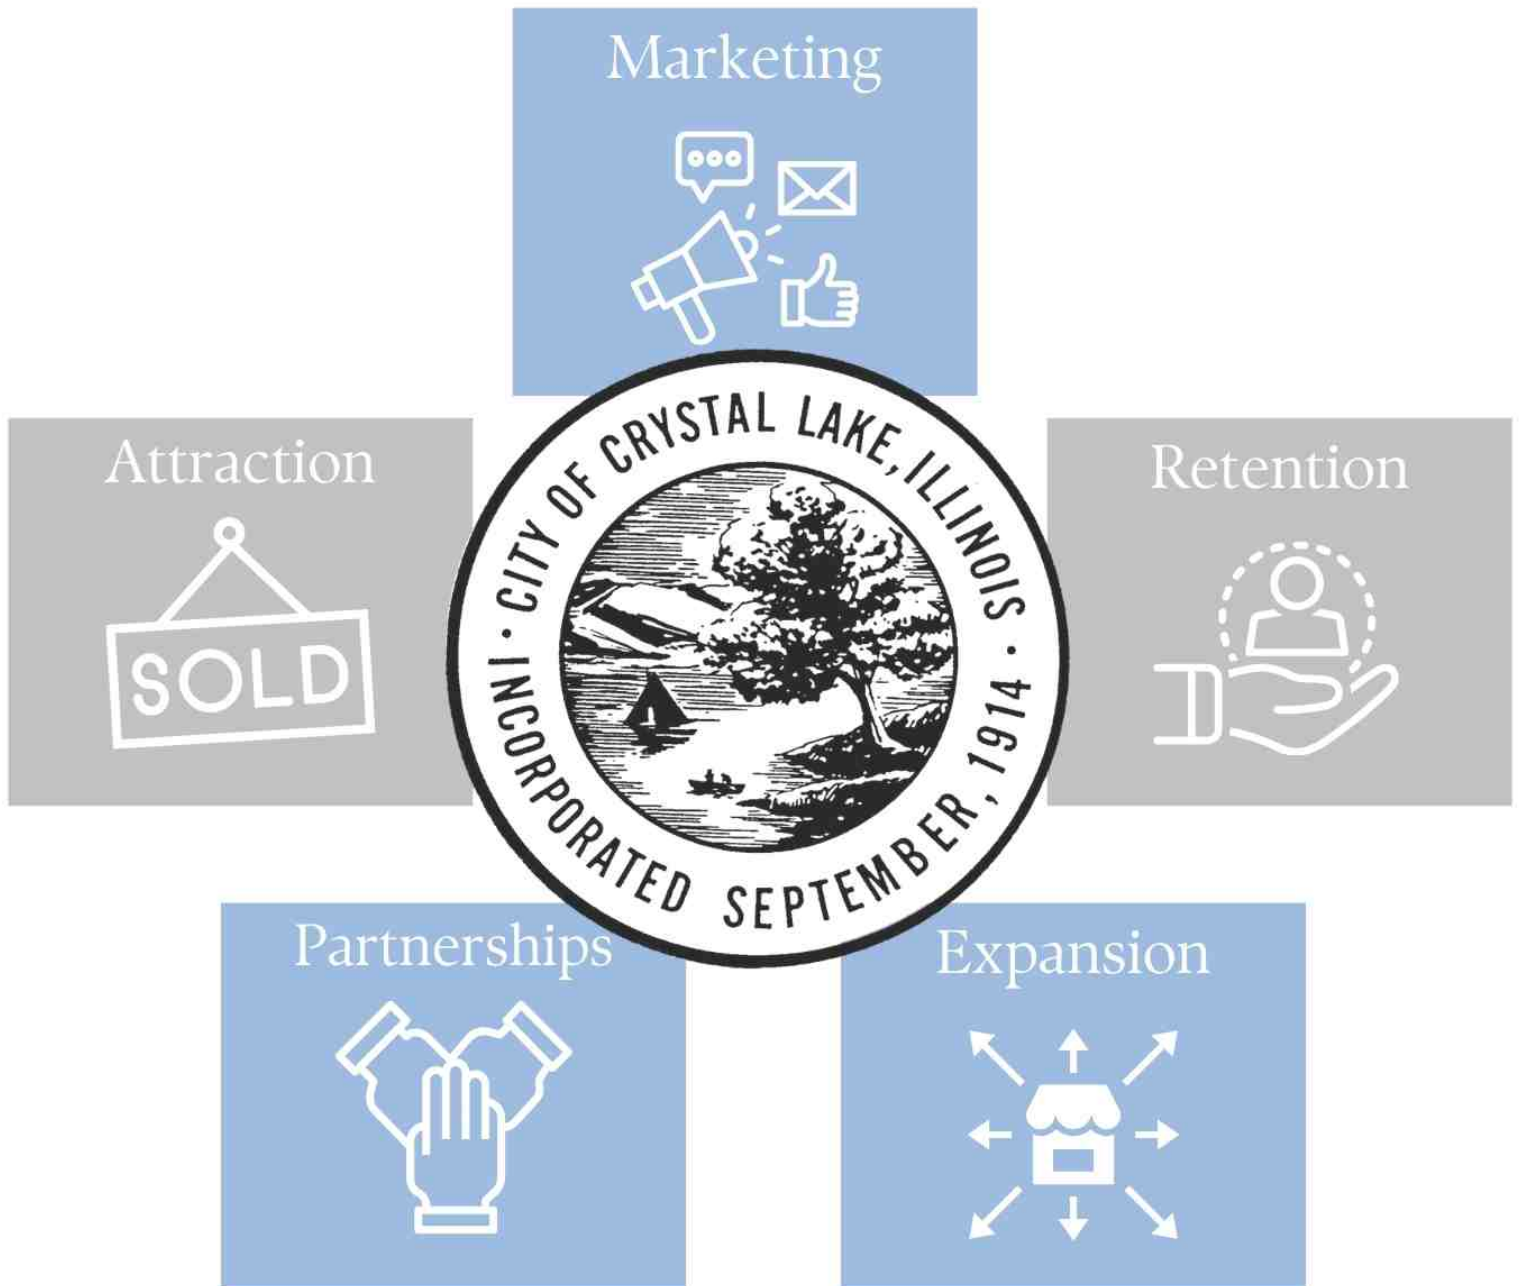 Marketing
Attraction
SOLD
· CITY OF CRYSTAL LAKE, ILLINOIS ·
INCORPORATED SEPTEMBER, 1914
Retention
Partnerships
Expansion